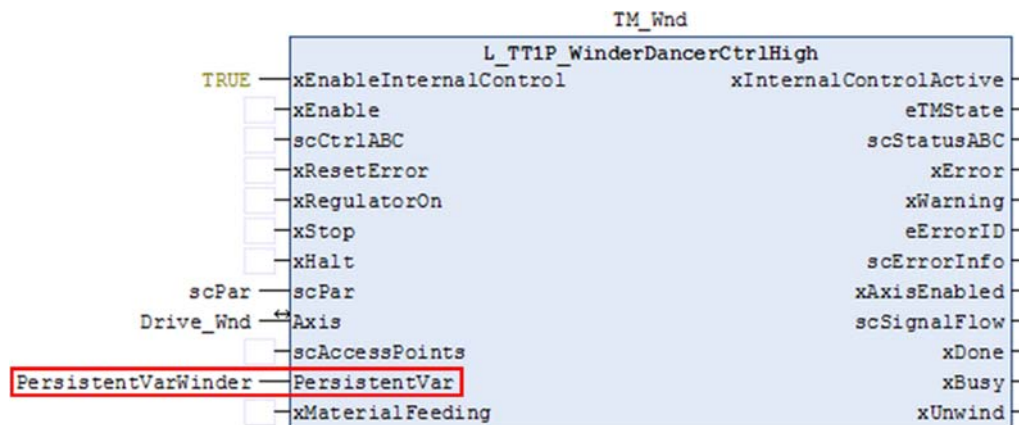 TM_Wnd
L_TT1P_WinderDancerCtrlHigh
TRUE xEnableInternalControl xInternalControlActive
xEnable eTMState
scCtrlABC scStatusABC
xResetError xError
xRegulatorOn xWarning
xStop eErrorID
xHalt scErrorInfo
scPar scPar xAxisEnabled
Drive_Wnd Axis scSignalFlow
scAccessPoints xDone
PersistentVarWinder PersistentVar xBusy
xMaterialFeeding xUnwind